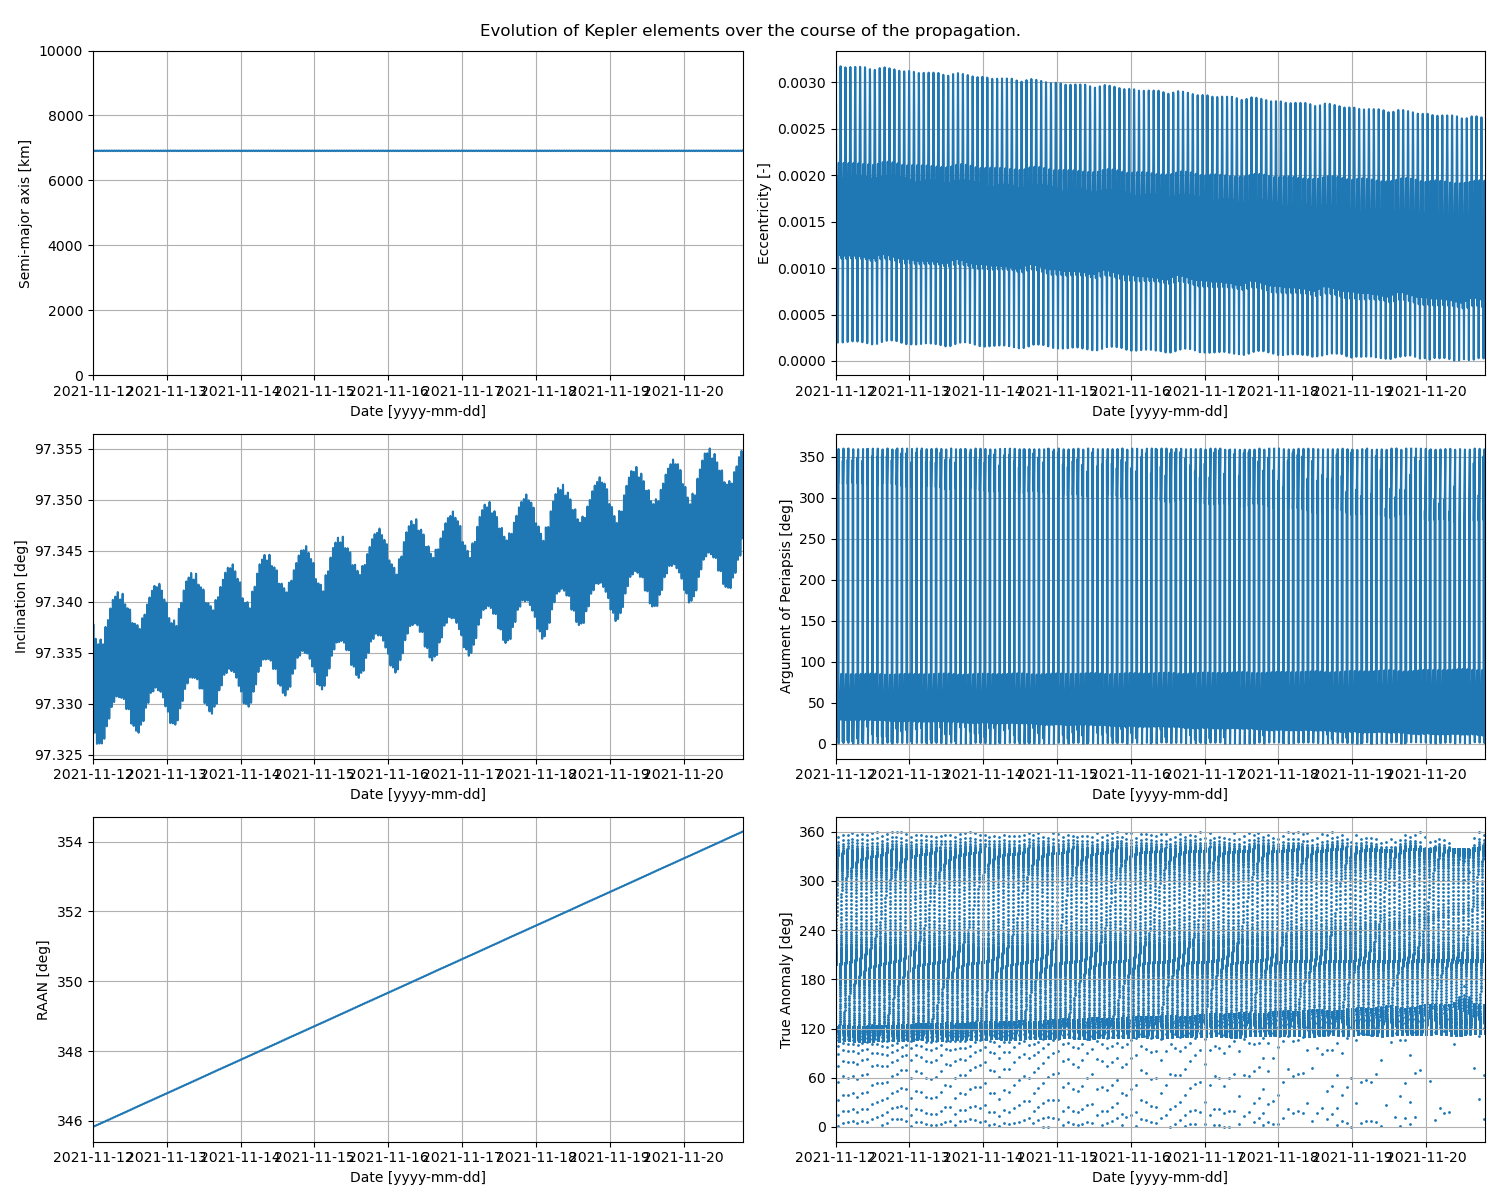 Evolution of Kepler elements over the course of the propagation.
10000
8000
6000
4000
2000
0
Semi-major axis [km]
2021-11-12 2021-11-13 2021-11-14 2021-11-15 2021-11-16 2021-11-17 2021-11-18 2021-11-19 2021-11-20
Date [yyyy-mm-dd]
0.0030
0.0025
0.0020
0.0015
0.0010
0.0005
0.0000
Eccentricity [-]
2021-11-12 2021-11-13 2021-11-14 2021-11-15 2021-11-16 2021-11-17 2021-11-18 2021-11-19 2021-11-20
Date [yyyy-mm-dd]
97.355
97.350
97.345
97.340
97.335
97.330
97.325
Inclination [deg]
2021-11-12 2021-11-13 2021-11-14 2021-11-15 2021-11-16 2021-11-17 2021-11-18 2021-11-19 2021-11-20
Date [yyyy-mm-dd]
350
300
250
200
150
100
50
0
Argument of Periapsis [deg]
2021-11-12 2021-11-13 2021-11-14 2021-11-15 2021-11-16 2021-11-17 2021-11-18 2021-11-19 2021-11-20
Date [yyyy-mm-dd]
354
352
350
348
346
RAAN [deg]
2021-11-12 2021-11-13 2021-11-14 2021-11-15 2021-11-16 2021-11-17 2021-11-18 2021-11-19 2021-11-20
Date [yyyy-mm-dd]
360
300
240
180
120
60
0
True Anomaly [deg]
2021-11-12 2021-11-13 2021-11-14 2021-11-15 2021-11-16 2021-11-17 2021-11-18 2021-11-19 2021-11-20
Date [yyyy-mm-dd]